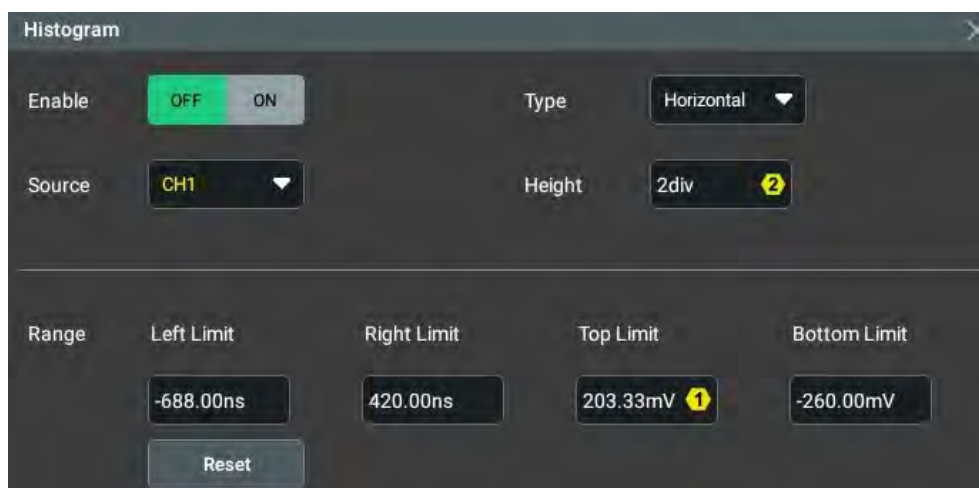 Histogram
Enable OFF ON Type Horizontal
Source CH1 Height 2div 2
Range Left Limit Right Limit Top Limit Bottom Limit
-688.00ns 420.00ns 203.33mV 1 -260.00mV
Reset